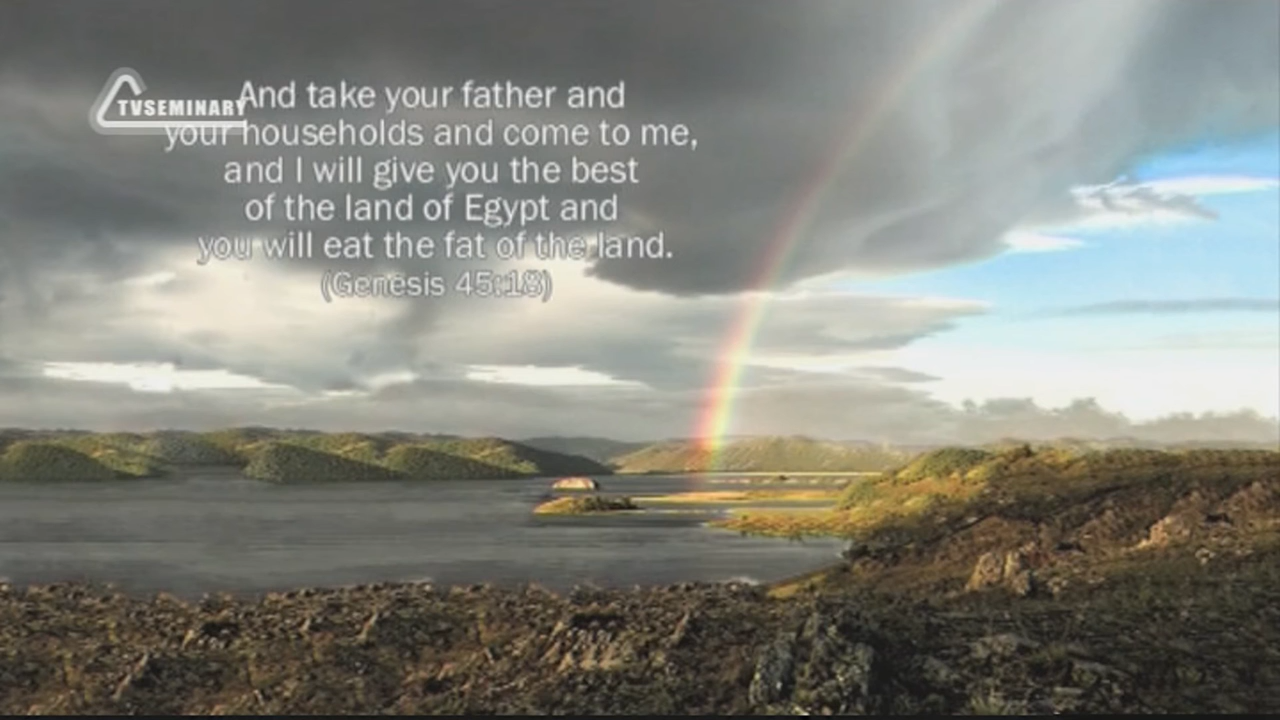 TVSEMINARY
And take your father and
your households and come to me,
and I will give you the best
of the land of Egypt and
you will eat the fat of the land.
(Genesis 45:18)